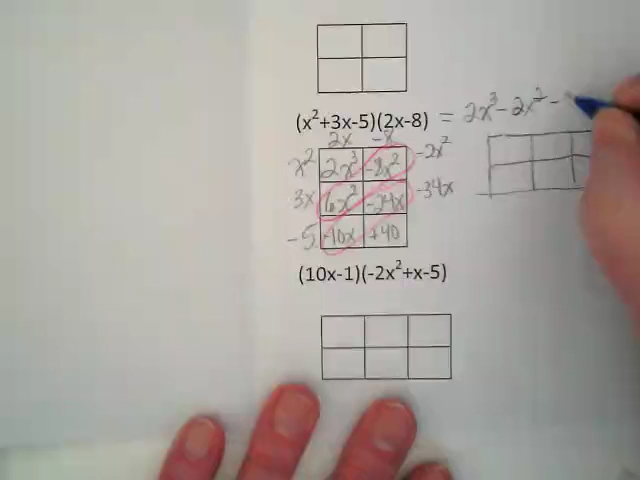 (x²+3x-5)(2x-8) = 2x³-2x²-
2x -8
x² 2x³ -8x² -2x²
3x 6x² -24x -34x
-5 -10x +40
(10x-1)(-2x²+x-5)